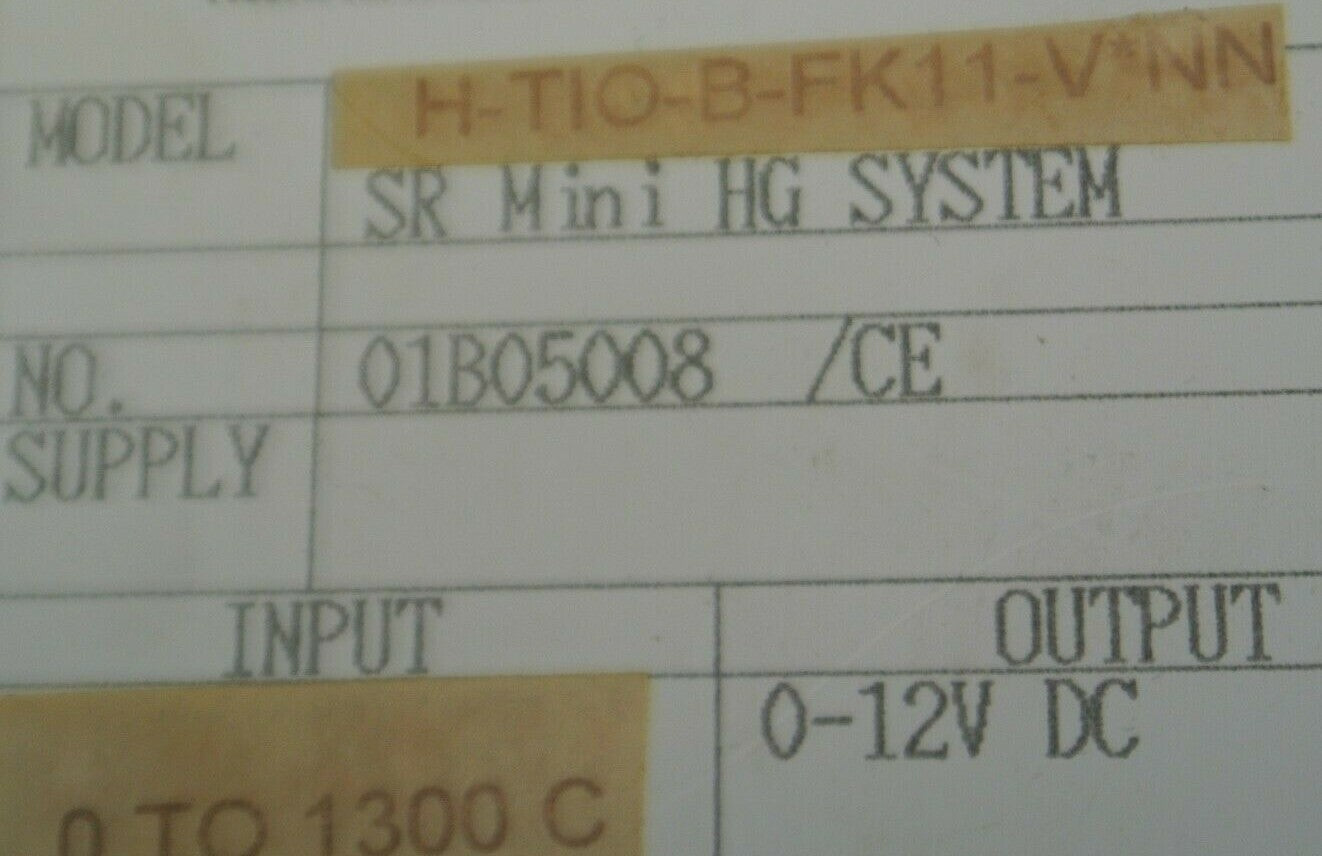 MODEL H-TIO-B-FK11-V*NN
SR Mini HG SYSTEM
NO. 01B05008 /CE
SUPPLY
INPUT OUTPUT
0-12V DC
0 TO 1300 C